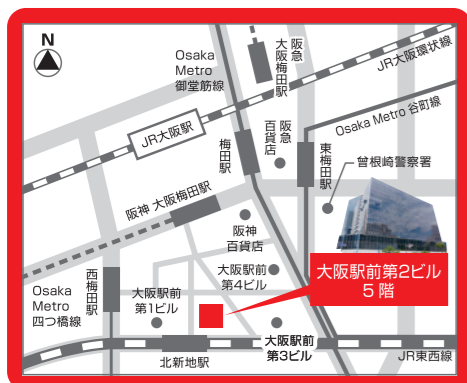 N
Osaka
Metro
御堂筋線
阪急
大阪梅田駅
JR大阪環状線
JR大阪駅
梅田駅
阪急
百貨店
Osaka Metro 谷町線
東梅田駅
曾根崎警察署
阪神 大阪梅田駅
阪神
百貨店
大阪駅前第2ビル
5階
西梅田駅
Osaka
Metro
四つ橋線
大阪駅前
第1ビル
大阪駅前
第4ビル
大阪駅前
第3ビル
北新地駅
JR東西線